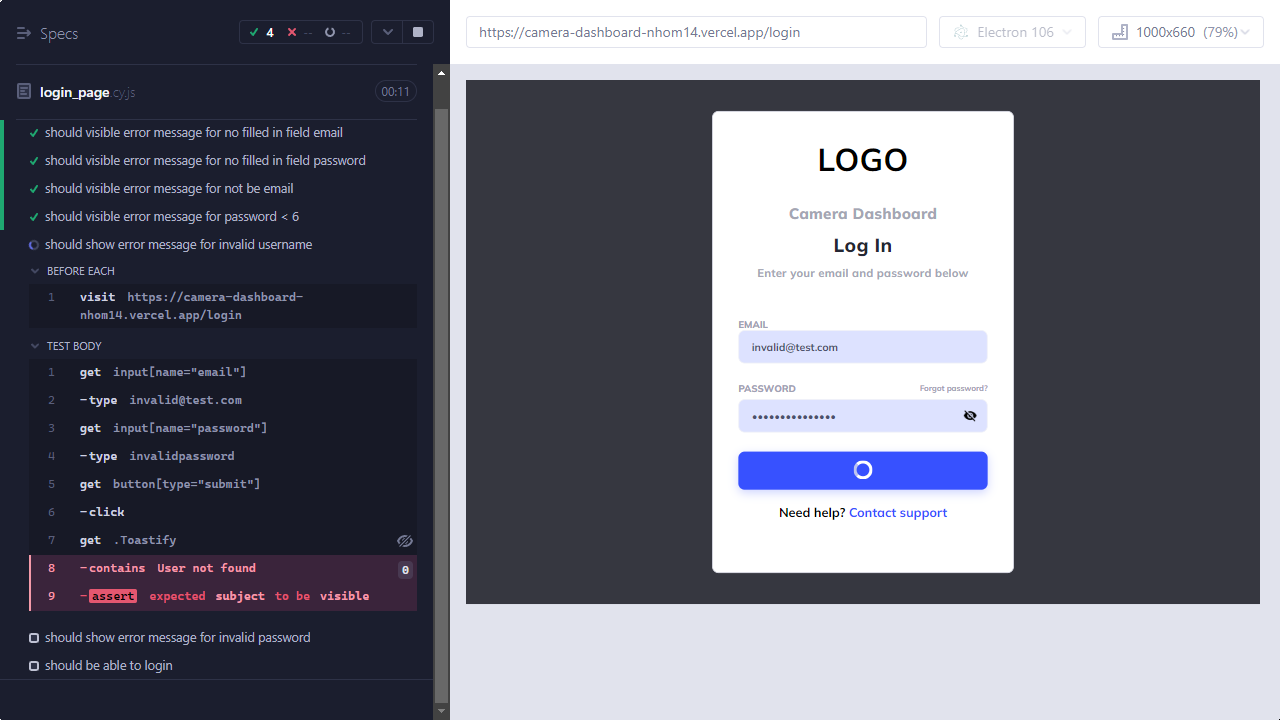 Specs
4
--
--
login_page cy.js
00:11
should visible error message for no filled in field email
should visible error message for no filled in field password
should visible error message for not be email
should visible error message for password < 6
should show error message for invalid username
BEFORE EACH
1 visit https://camera-dashboard-
nhom14.vercel.app/login
TEST BODY
1 get input[name="email"]
2 -type invalid@test.com
3 get input[name="password"]
4 -type invalidpassword
5 get button[type="submit"]
6 -click
7 get .Toastify
8 -contains User not found 0
9 -assert expected subject to be visible
should show error message for invalid password
should be able to login
https://camera-dashboard-nhom14.vercel.app/login
Electron 106
1000x660 (79%)
LOGO
Camera Dashboard
Log In
Enter your email and password below
EMAIL
invalid@test.com
PASSWORD
Forgot password?
•••••••••••••••
Need help? Contact support